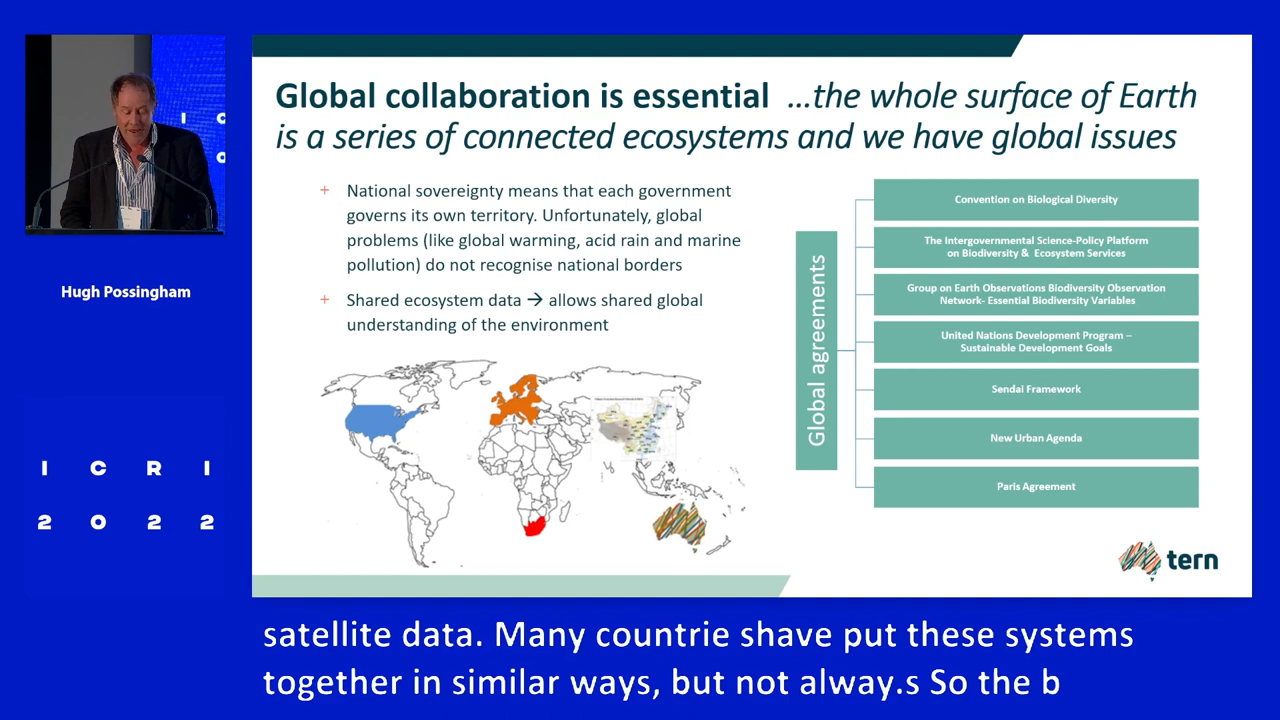 Global collaboration is essential …the whole surface of Earth
is a series of connected ecosystems and we have global issues
+ National sovereignty means that each government
governs its own territory. Unfortunately, global
problems (like global warming, acid rain and marine
pollution) do not recognise national borders
+ Shared ecosystem data → allows shared global
understanding of the environment
Global agreements
Convention on Biological Diversity
The Intergovernmental Science-Policy Platform
on Biodiversity & Ecosystem Services
Group on Earth Observations Biodiversity Observation
Network- Essential Biodiversity Variables
United Nations Development Program –
Sustainable Development Goals
Sendai Framework
New Urban Agenda
Paris Agreement
tern
Hugh Possingham
I C R I
2 0 2 2
satellite data. Many countrie shave put these systems
together in similar ways, but not alway.s So the b